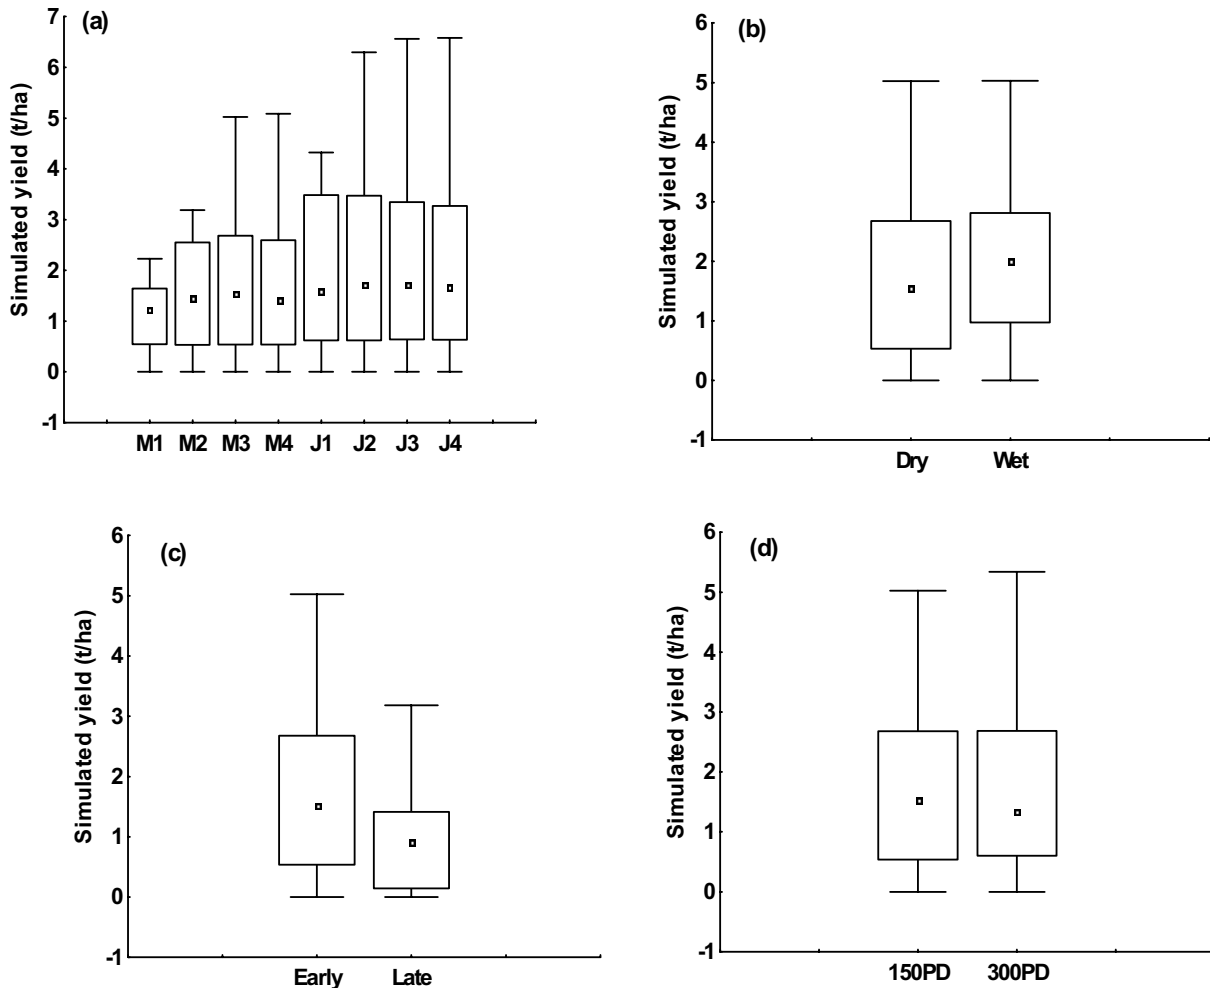 (a)
Simulated yield (t/ha)
7
6
5
4
3
2
1
0
-1
M1 M2 M3 M4 J1 J2 J3 J4
(b)
Simulated yield (t/ha)
6
5
4
3
2
1
0
-1
Dry Wet
(c)
Simulated yield (t/ha)
6
5
4
3
2
1
0
-1
Early Late
(d)
Simulated yield (t/ha)
6
5
4
3
2
1
0
-1
150PD 300PD